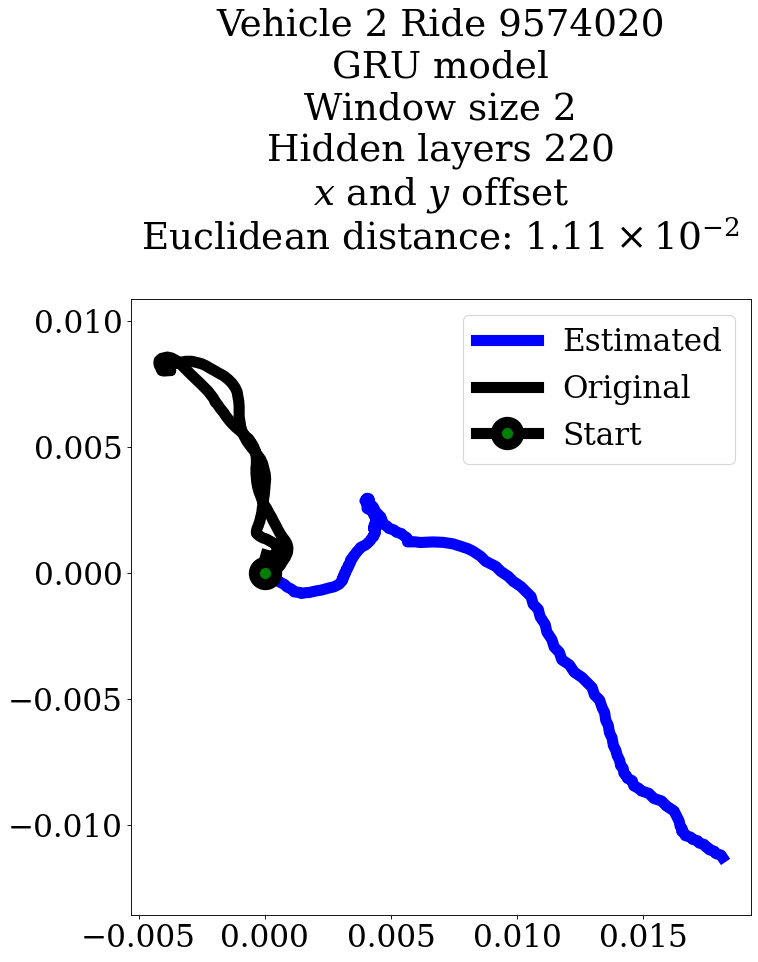 Vehicle 2 Ride 9574020
GRU model
Window size 2
Hidden layers 220
x and y offset
Euclidean distance: 1.11 × 10⁻²
Estimated
Original
Start
0.010
0.005
0.000
−0.005
−0.010
−0.005 0.000 0.005 0.010 0.015